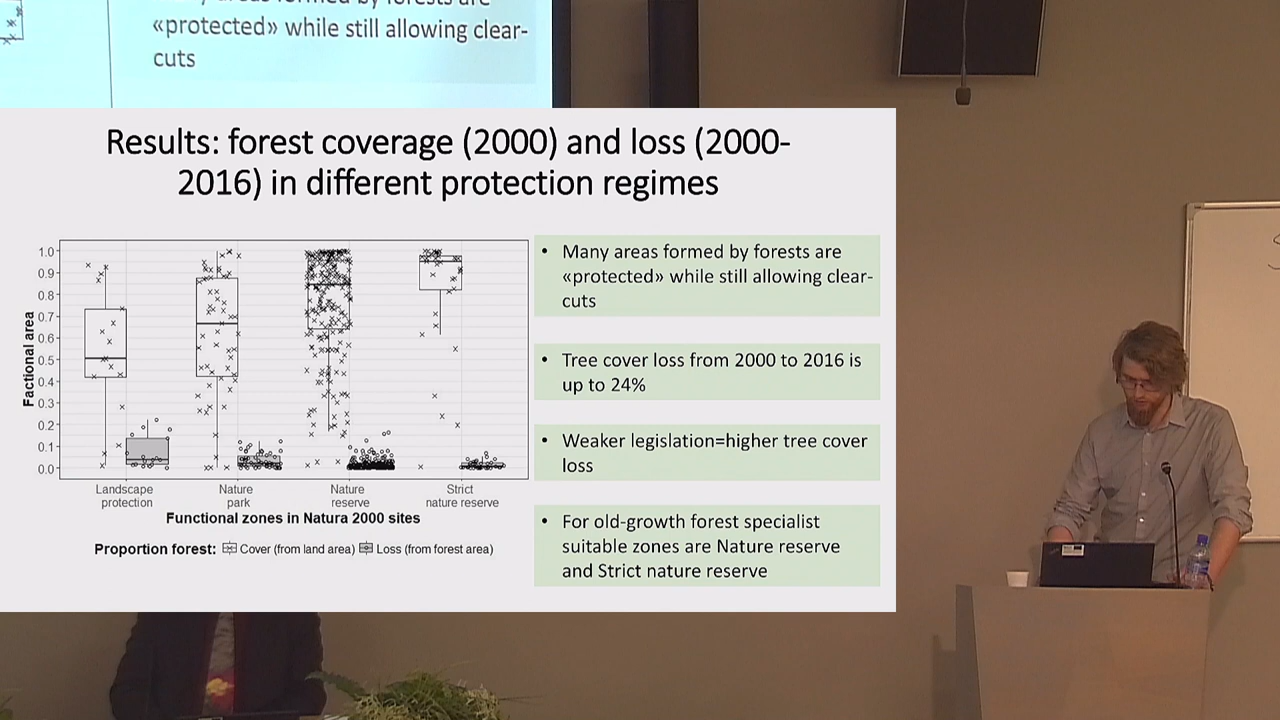 «protected» while still allowing clear-
cuts
Results: forest coverage (2000) and loss (2000-
2016) in different protection regimes
1.0
0.9
0.8
0.7
0.6
0.5
0.4
0.3
0.2
0.1
0.0
Factional area
Landscape
protection
Nature
park
Nature
reserve
Strict
nature reserve
Functional zones in Natura 2000 sites
Proportion forest: Cover (from land area) Loss (from forest area)
• Many areas formed by forests are
«protected» while still allowing clear-
cuts
• Tree cover loss from 2000 to 2016 is
up to 24%
• Weaker legislation=higher tree cover
loss
• For old-growth forest specialist
suitable zones are Nature reserve
and Strict nature reserve